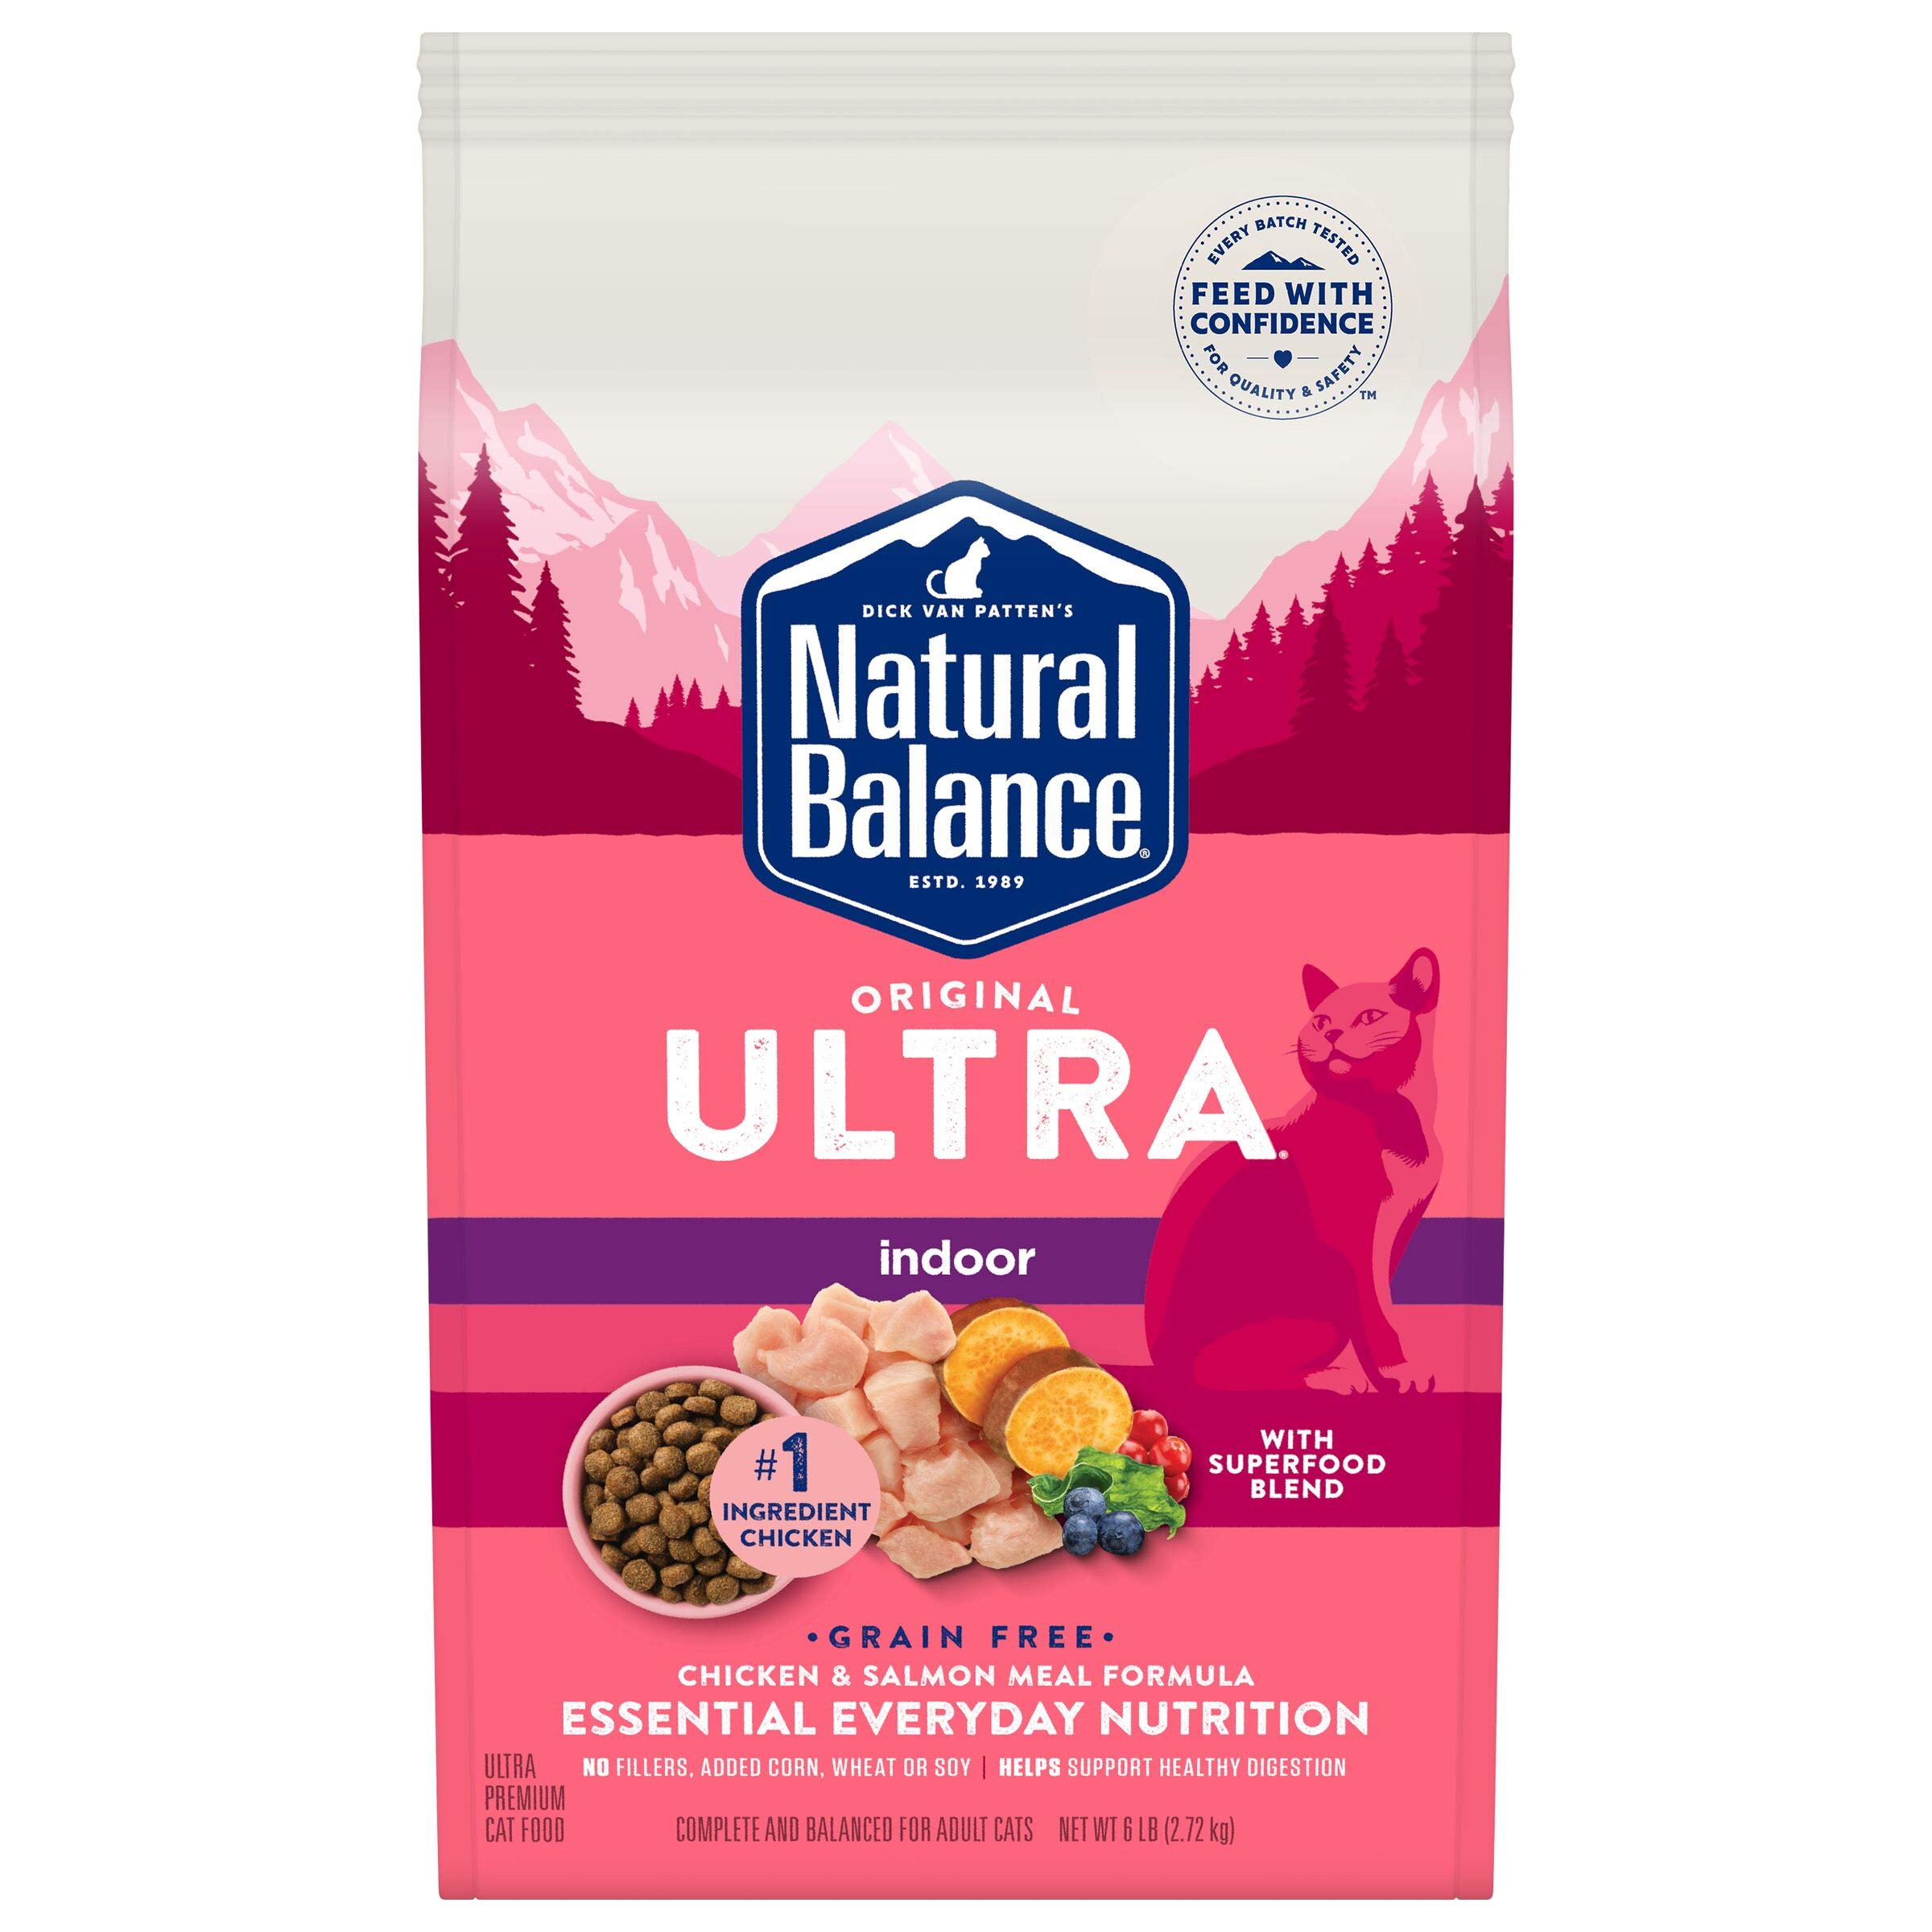 EVERY BATCH TESTED
FEED WITH
CONFIDENCE
FOR QUALITY & SAFETY
TM
DICK VAN PATTEN'S
Natural
Balance®
ESTD. 1989
ORIGINAL
ULTRA®
indoor
#1
INGREDIENT
CHICKEN
WITH
SUPERFOOD
BLEND
•GRAIN FREE•
CHICKEN & SALMON MEAL FORMULA
ESSENTIAL EVERYDAY NUTRITION
NO FILLERS, ADDED CORN, WHEAT OR SOY | HELPS SUPPORT HEALTHY DIGESTION
ULTRA
PREMIUM
CAT FOOD
COMPLETE AND BALANCED FOR ADULT CATS NET WT 6 LB (2.72 kg)